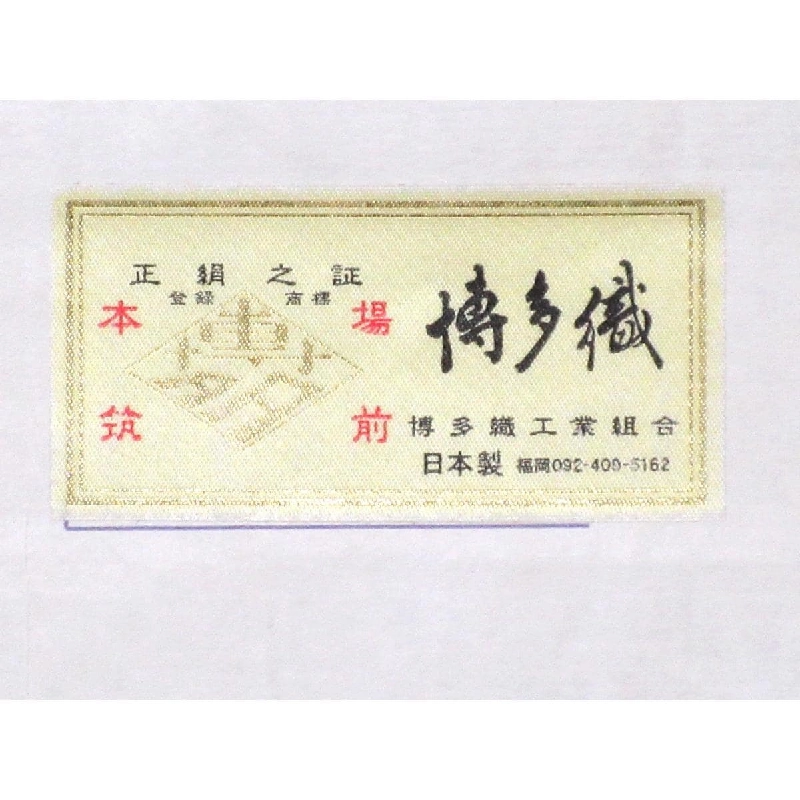 正絹之証
登録 商標
本 場
筑 前
博多織
博多織工業組合
日本製 福岡092-409-5162